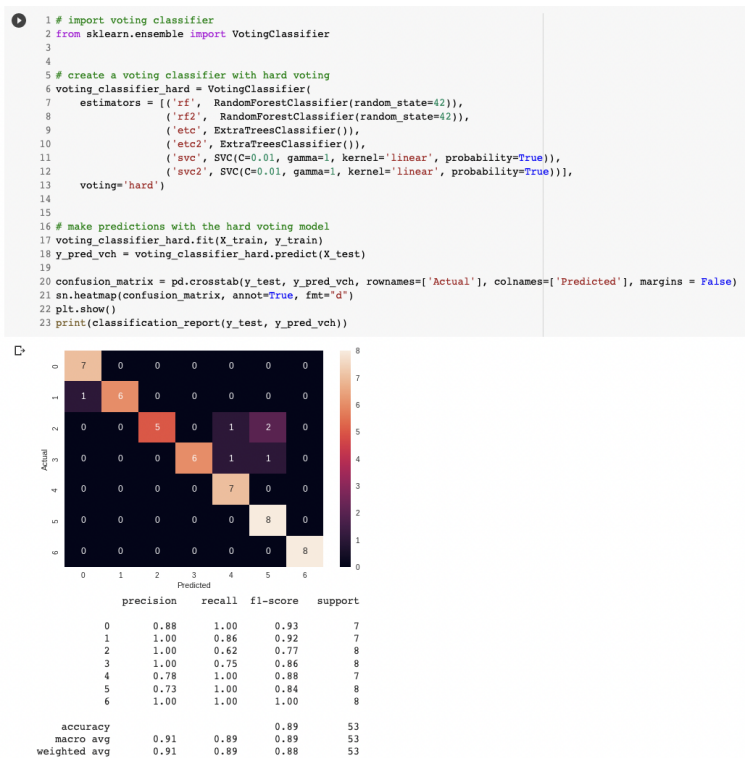 1 # import voting classifier
2 from sklearn.ensemble import VotingClassifier
3
4
5 # create a voting classifier with hard voting
6 voting_classifier_hard = VotingClassifier(
7     estimators = [('rf',  RandomForestClassifier(random_state=42)),
8                   ('rf2',  RandomForestClassifier(random_state=42)),
9                   ('etc', ExtraTreesClassifier()),
10                   ('etc2', ExtraTreesClassifier()),
11                   ('svc', SVC(C=0.01, gamma=1, kernel='linear', probability=True)),
12                   ('svc2', SVC(C=0.01, gamma=1, kernel='linear', probability=True))],
13     voting='hard')
14
15
16 # make predictions with the hard voting model
17 voting_classifier_hard.fit(X_train, y_train)
18 y_pred_vch = voting_classifier_hard.predict(X_test)
19
20 confusion_matrix = pd.crosstab(y_test, y_pred_vch, rownames=['Actual'], colnames=['Predicted'], margins = False)
21 sn.heatmap(confusion_matrix, annot=True, fmt="d")
22 plt.show()
23 print(classification_report(y_test, y_pred_vch))
8
0 7 0 0 0 0 0 0
7
1 1 6 0 0 0 0 0
6
2 0 0 5 0 1 2 0
5
Actual
3 0 0 0 6 1 1 0
4
3
4 0 0 0 0 7 0 0
2
5 0 0 0 0 0 8 0
1
6 0 0 0 0 0 0 8
0
0 1 2 3 4 5 6
Predicted
precision recall f1-score support
0 0.88 1.00 0.93 7
1 1.00 0.86 0.92 7
2 1.00 0.62 0.77 8
3 1.00 0.75 0.86 8
4 0.78 1.00 0.88 7
5 0.73 1.00 0.84 8
6 1.00 1.00 1.00 8
accuracy 0.89 53
macro avg 0.91 0.89 0.89 53
weighted avg 0.91 0.89 0.88 53